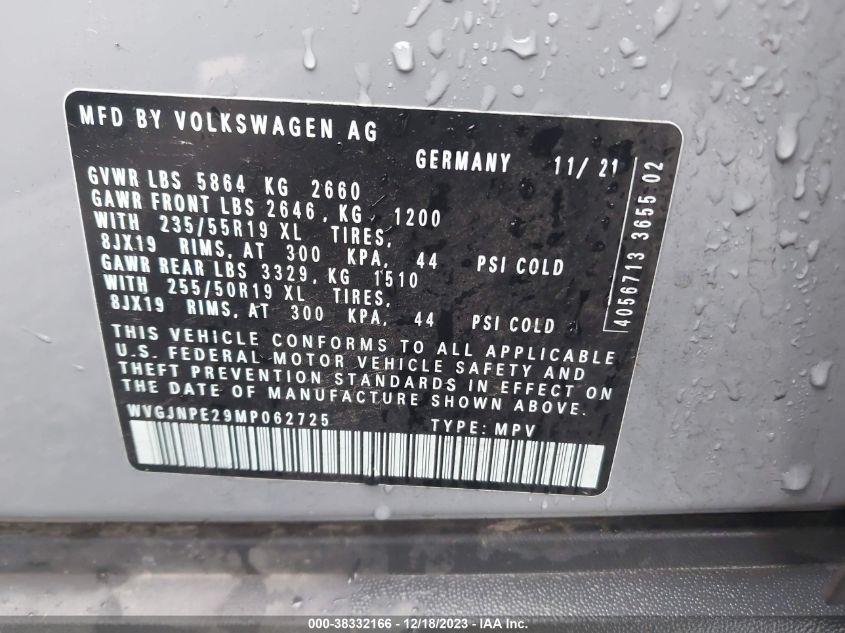 MFD BY VOLKSWAGEN AG
GERMANY 11/ 21
GVWR LBS 5864 KG 2660
GAWR FRONT LBS 2646, KG, 1200
WITH 235/55R19 XL TIRES,
8JX19 RIMS, AT 300 KPA, 44 PSI COLD
GAWR REAR LBS 3329, KG 1510
WITH 255/50R19 XL TIRES,
8JX19 RIMS, AT 300 KPA, 44 PSI COLD
THIS VEHICLE CONFORMS TO ALL APPLICABLE
U.S. FEDERAL MOTOR VEHICLE SAFETY AND
THEFT PREVENTION STANDARDS IN EFFECT ON
THE DATE OF MANUFACTURE SHOWN ABOVE.
WVGJNPE29MP062725 TYPE: MPV
4056713 3655 02
000-38332166 - 12/18/2023 - IAA Inc.